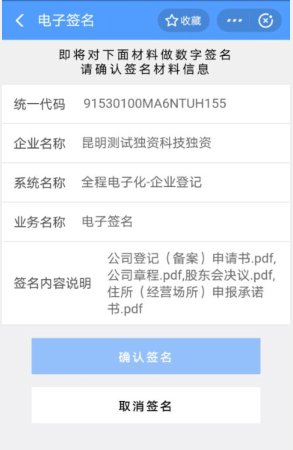 电子签名
收藏
即将对下面材料做数字签名
请确认签名材料信息
统一代码 91530100MA6NTUH155
企业名称 昆明测试独资科技独资
系统名称 全程电子化-企业登记
业务名称 电子签名
签名内容说明 公司登记（备案）申请书.pdf,
公司章程.pdf,股东会决议.pdf,
住所（经营场所）申报承诺
书.pdf
确认签名
取消签名